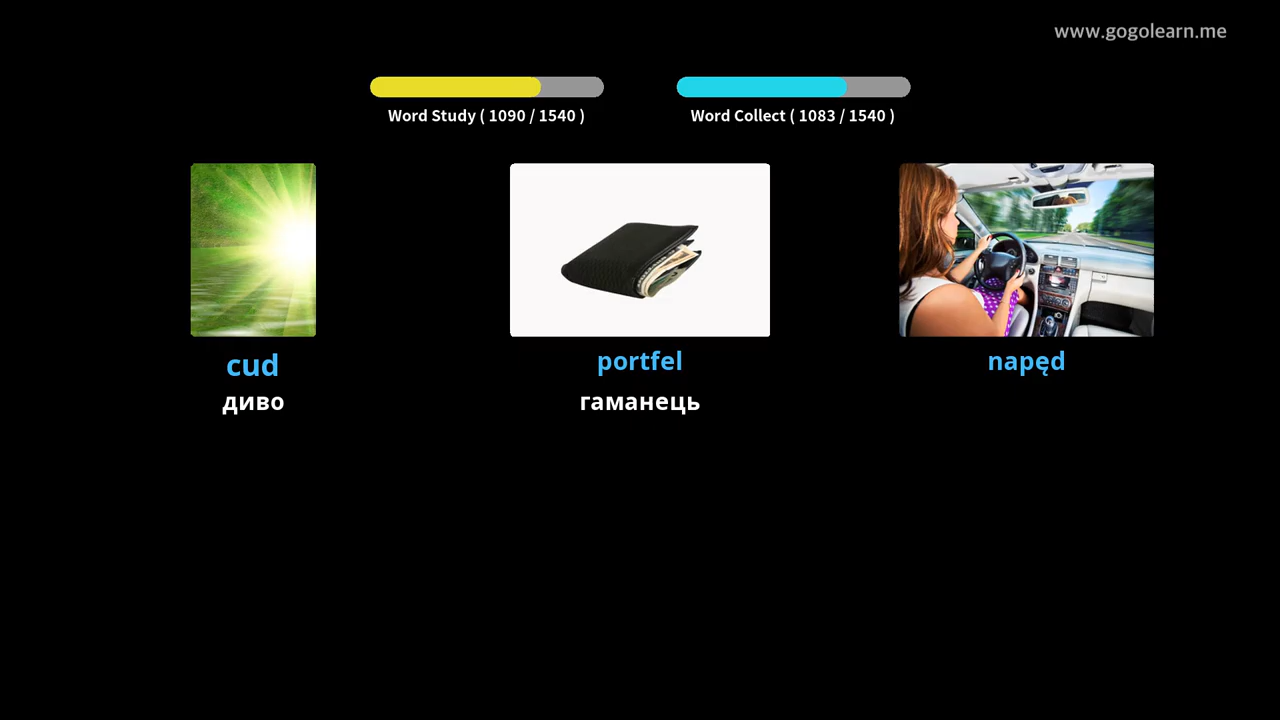 www.gogolearn.me
Word Study ( 1090 / 1540 )
Word Collect ( 1083 / 1540 )
cud
диво
portfel
гаманець
napęd